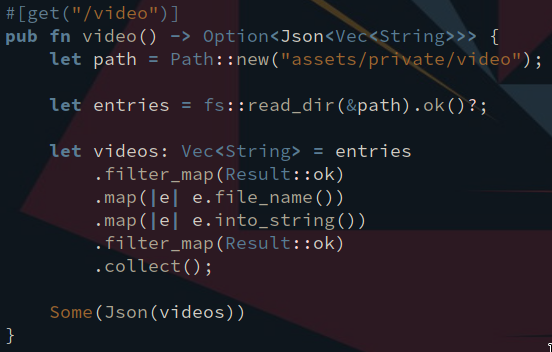 #[get("/video")]
pub fn video() -> Option<Json<Vec<String>>> {
    let path = Path::new("assets/private/video");

    let entries = fs::read_dir(&path).ok()?;

    let videos: Vec<String> = entries
        .filter_map(Result::ok)
        .map(|e| e.file_name())
        .map(|e| e.into_string())
        .filter_map(Result::ok)
        .collect();

    Some(Json(videos))
}